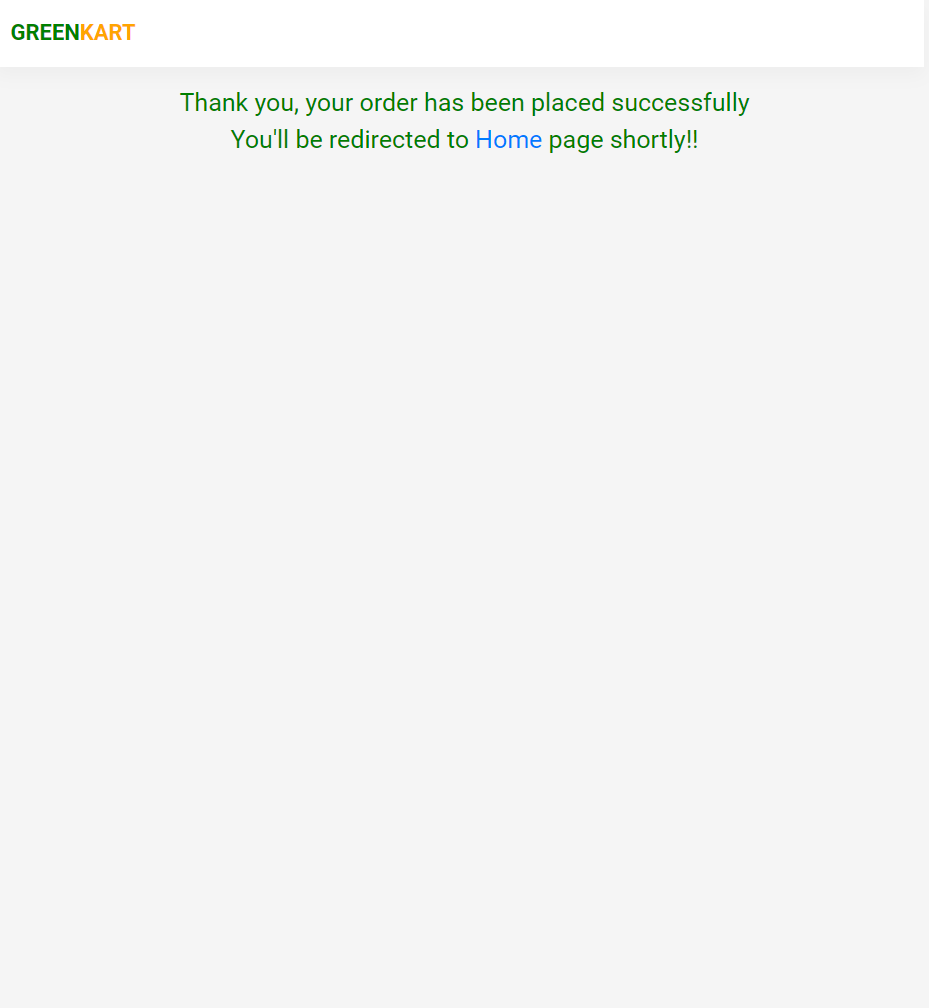 GREENKART
Thank you, your order has been placed successfully
You'll be redirected to Home page shortly!!